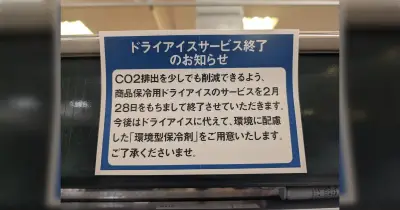 ドライアイスサービス終了
のお知らせ
CO2排出を少しでも削減できるよう、
商品保冷用ドライアイスのサービスを2月
28日をもちまして終了させていただきます。
今後はドライアイスに代えて、環境に配慮
した「環境型保冷剤」をご用意いたします。
ご了承くださいませ。